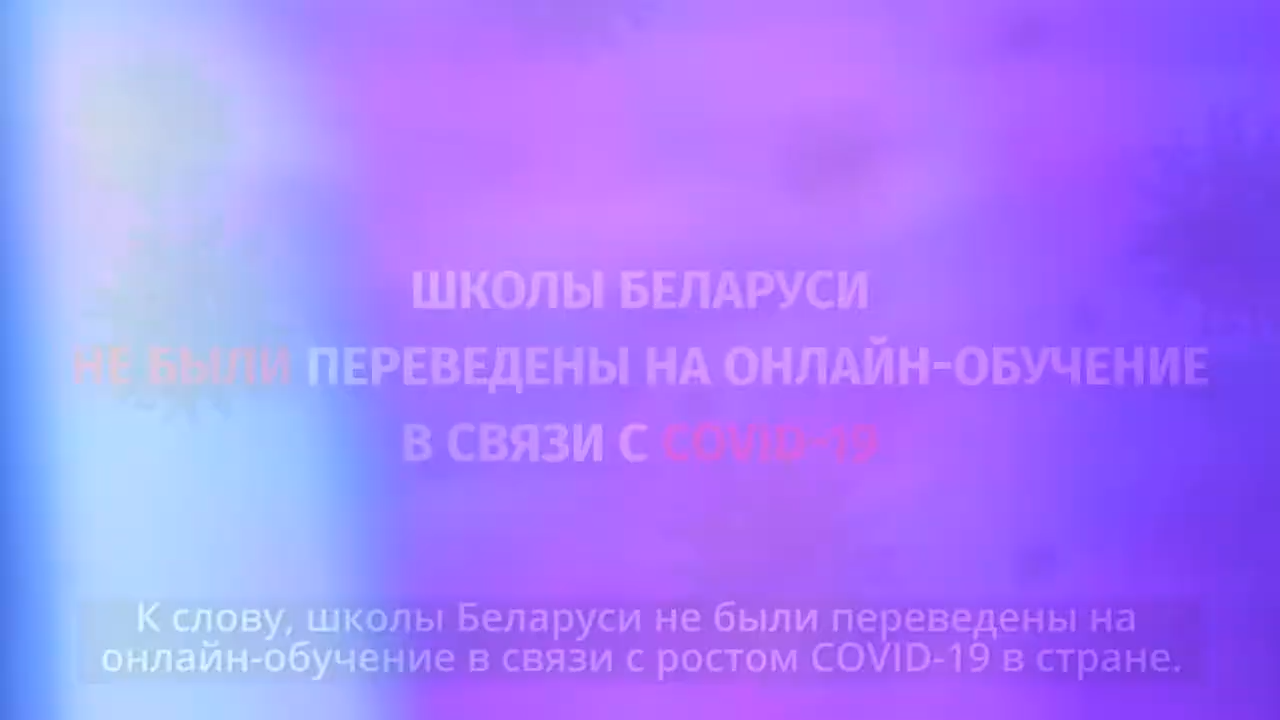 ШКОЛЫ БЕЛАРУСИ
НЕ БЫЛИ ПЕРЕВЕДЕНЫ НА ОНЛАЙН-ОБУЧЕНИЕ
В СВЯЗИ С COVID-19
К слову, школы Беларуси не были переведены на
онлайн-обучение в связи с ростом COVID-19 в стране.